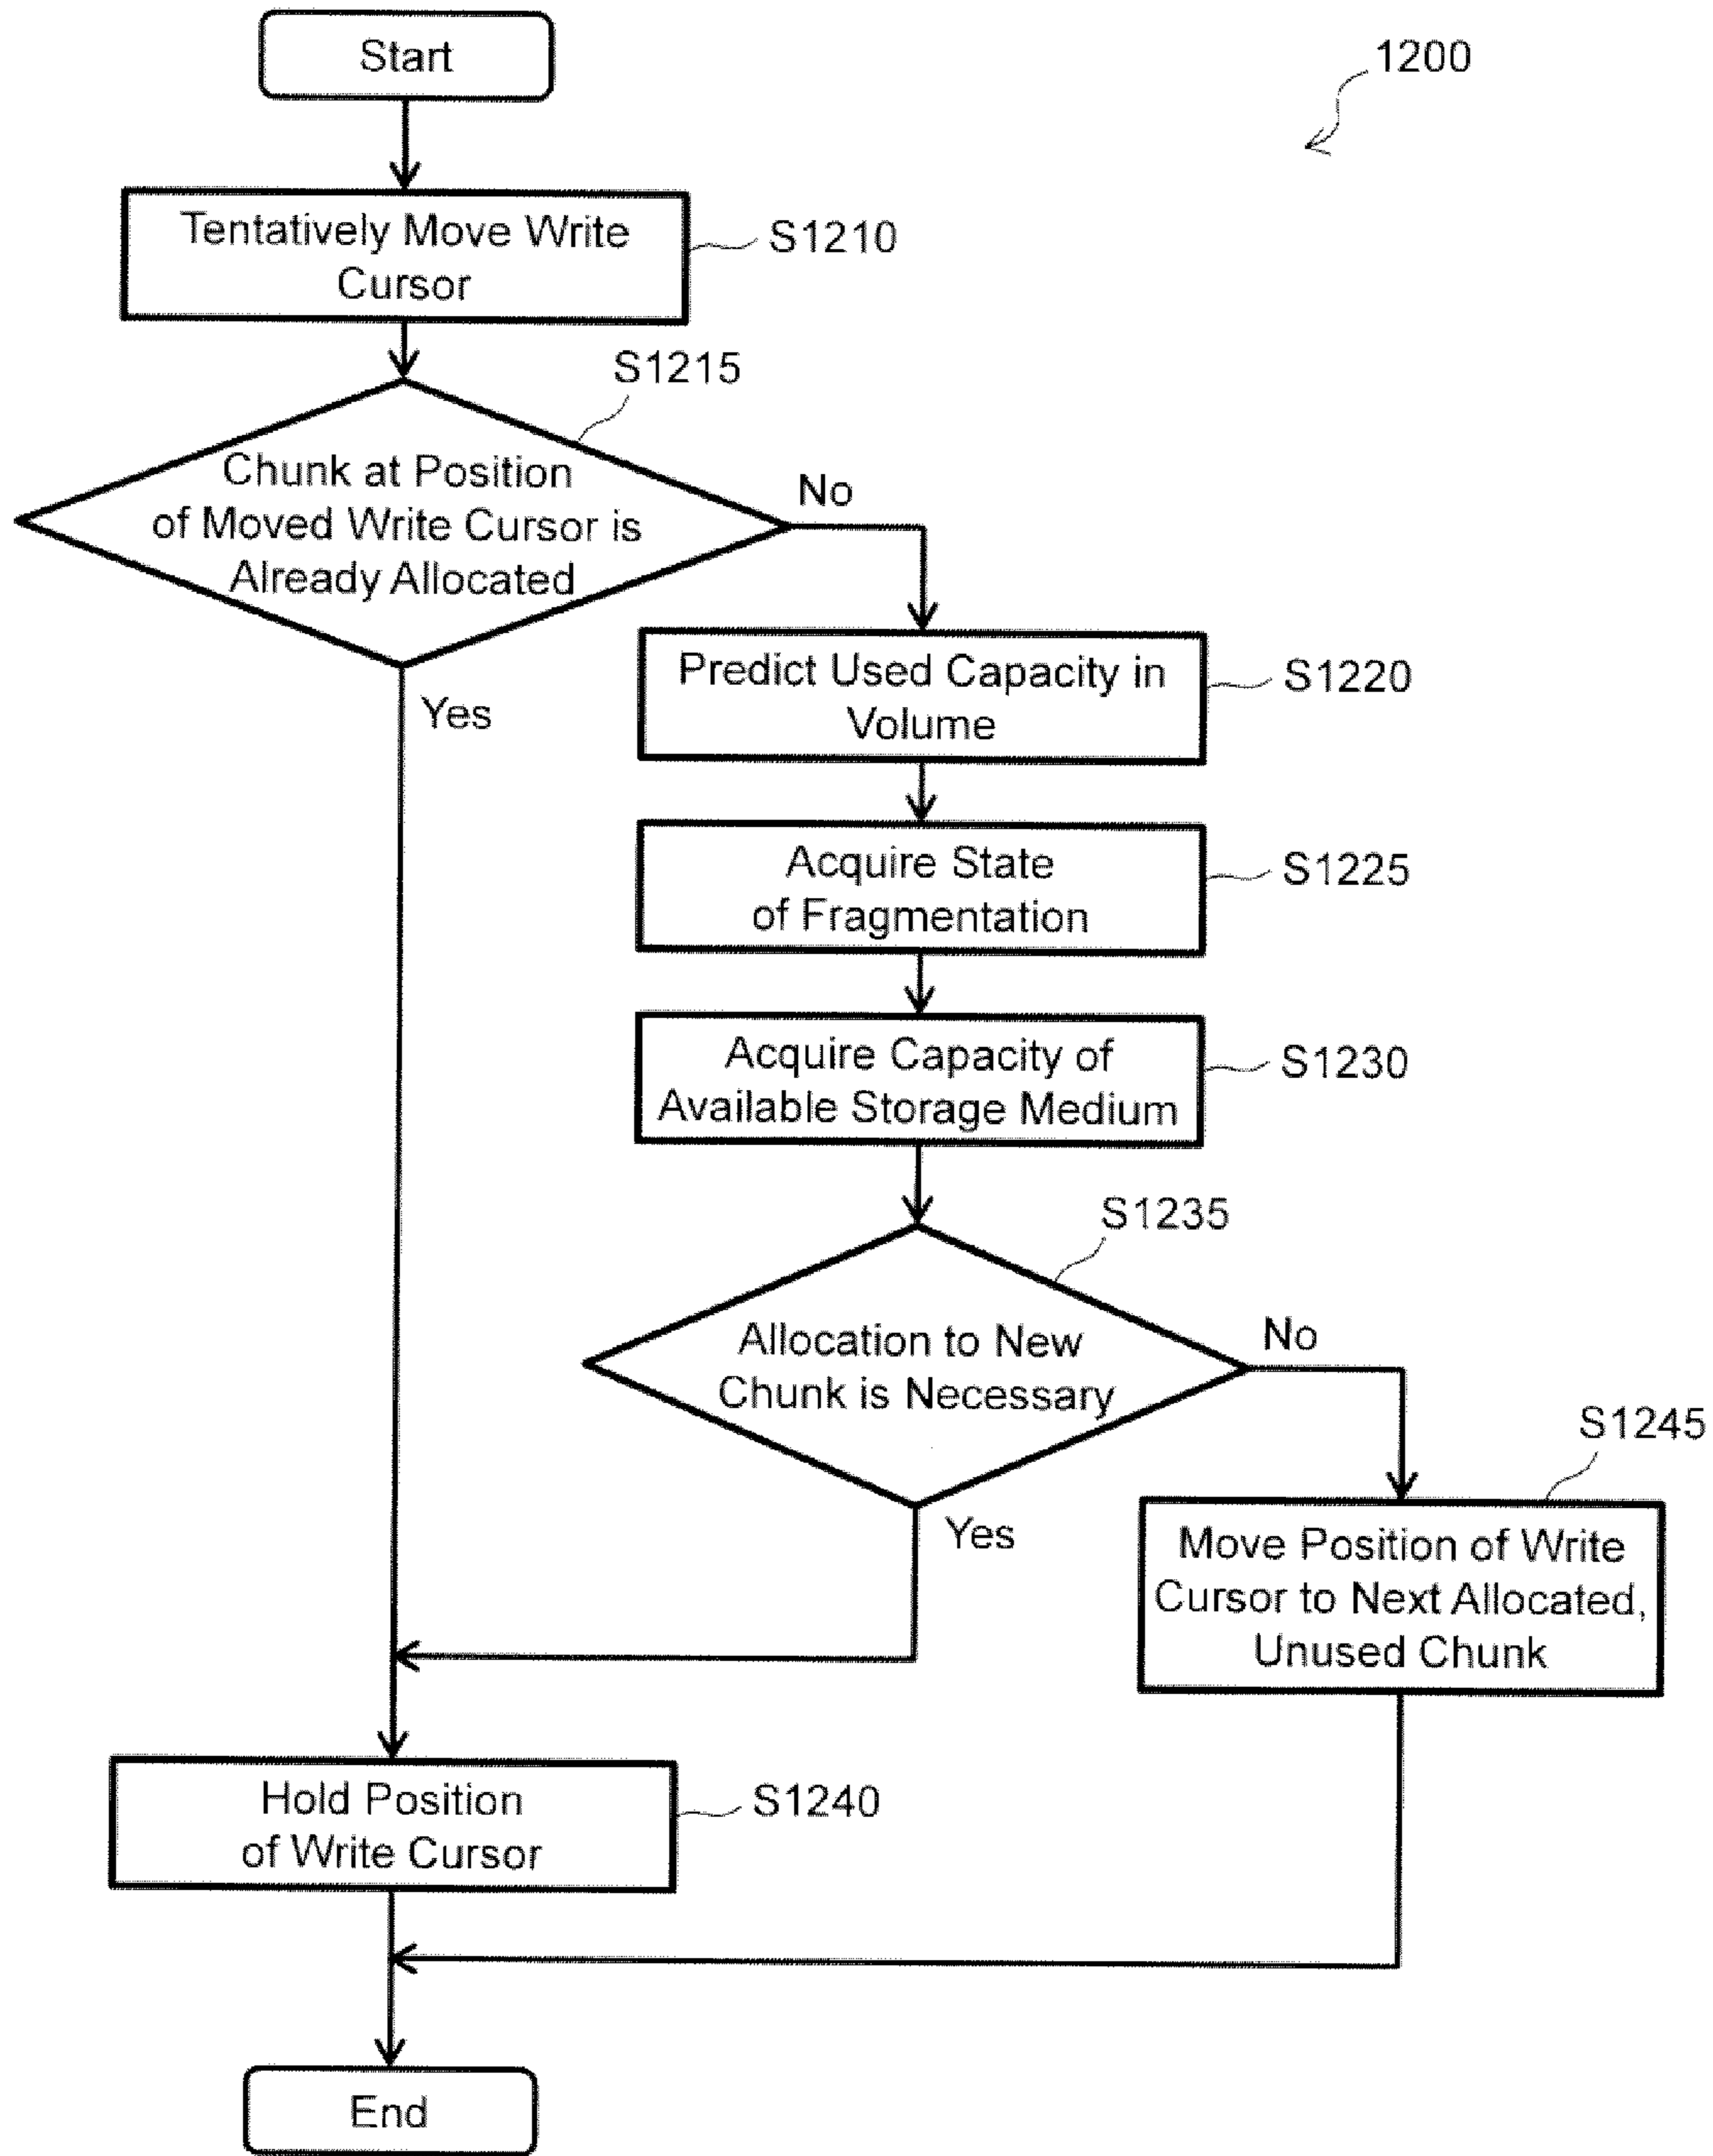 Start
1200
Tentatively Move Write
Cursor
S1210
S1215
Chunk at Position
of Moved Write Cursor is
Already Allocated
No
Yes
Predict Used Capacity in
Volume
S1220
Acquire State
of Fragmentation
S1225
Acquire Capacity of
Available Storage Medium
S1230
S1235
Allocation to New
Chunk is Necessary
No
Yes
S1245
Move Position of Write
Cursor to Next Allocated,
Unused Chunk
Hold Position
of Write Cursor
S1240
End